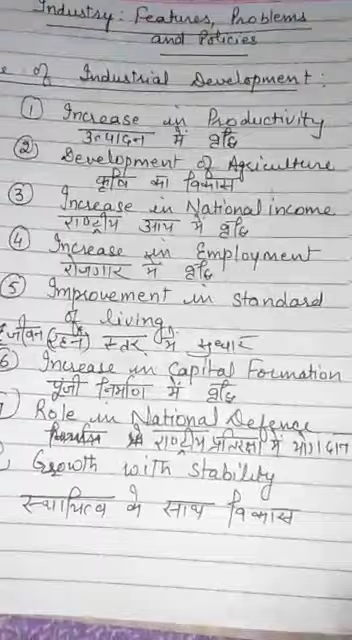 Industry: Features, Problems
and Policies
of Industrial Development:
① Increase in Productivity
उत्पादन में वृद्धि
② Development of Agriculture
कृषि का विकास
③ Increase in National income
राष्ट्रीय आय में वृद्धि
④ Increase in Employment
रोजगार में वृद्धि
⑤ Improvement in Standard
of living
जीवन (रहन) स्तर में सुधार
6) Increase in Capital Formation
पूंजी निर्माण में वृद्धि
Role in National Defence
राष्ट्रीय प्रतिरक्षा में योगदान
Growth with Stability
स्थायित्व के साथ विकास